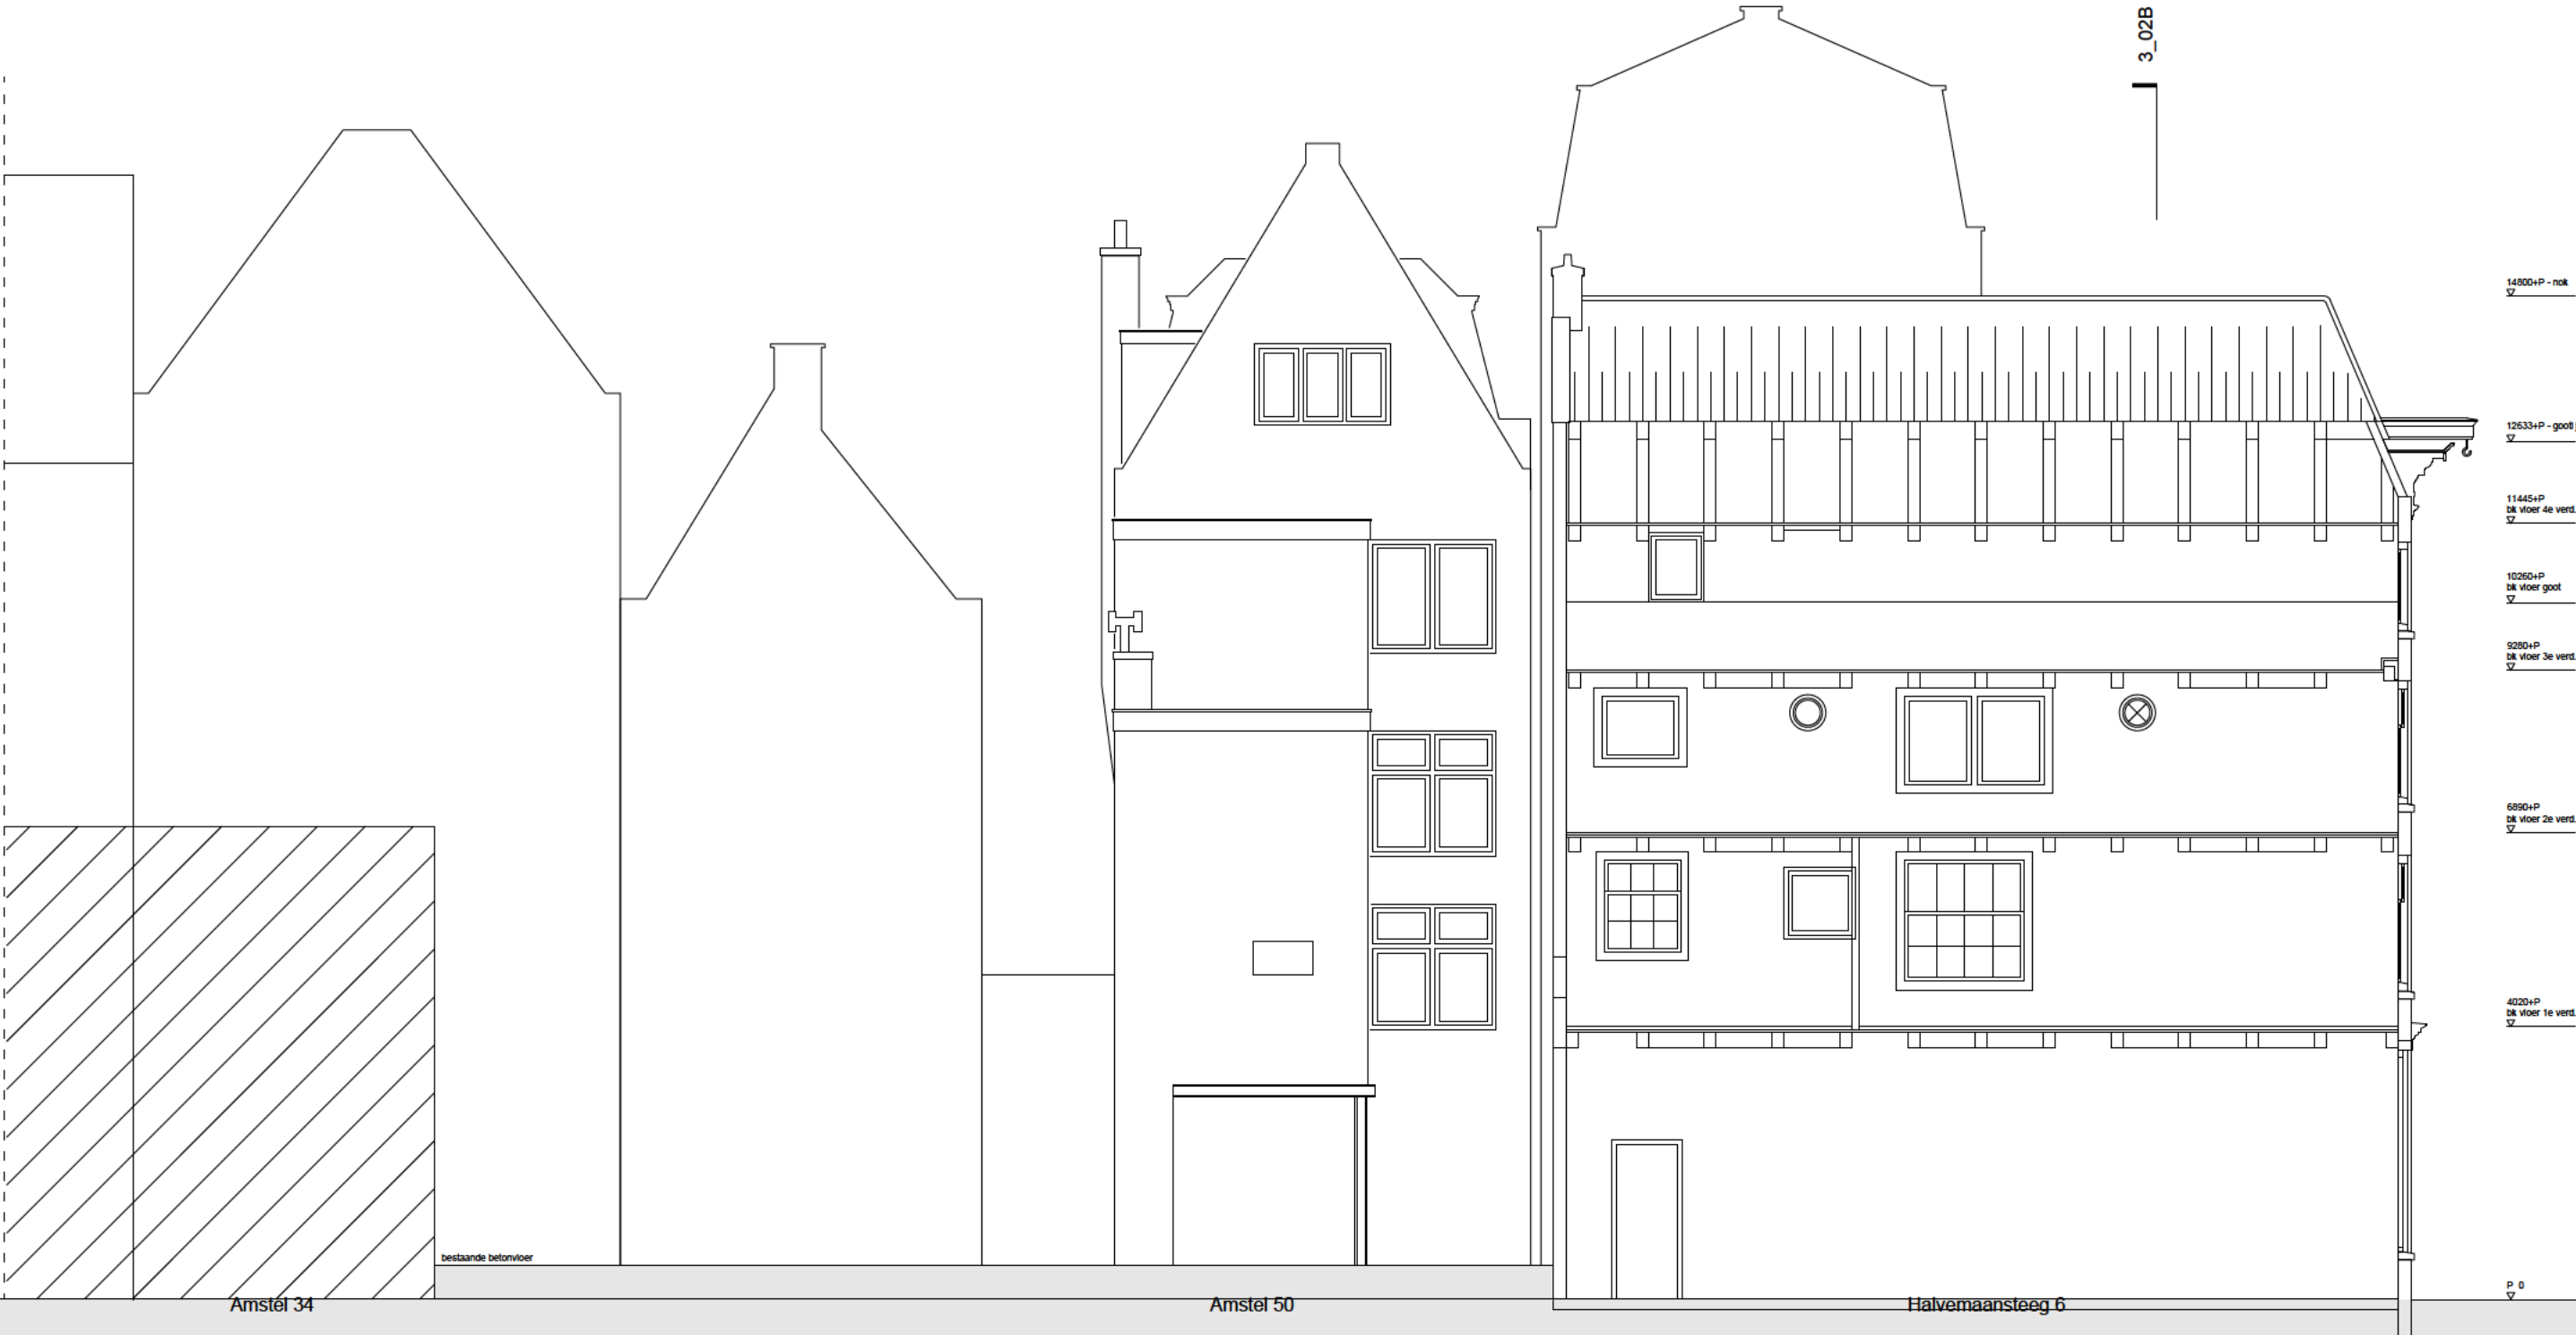 3_02B
14800+P - nok
12633+P - gootl
11445+P
bk vloer 4e verd.
10260+P
bk vloer goot
9280+P
bk vloer 3e verd.
6890+P
bk vloer 2e verd.
4020+P
bk vloer 1e verd.
bestaande betonvloer
P 0
Amstel 34
Amstel 50
Halvemaansteeg 6